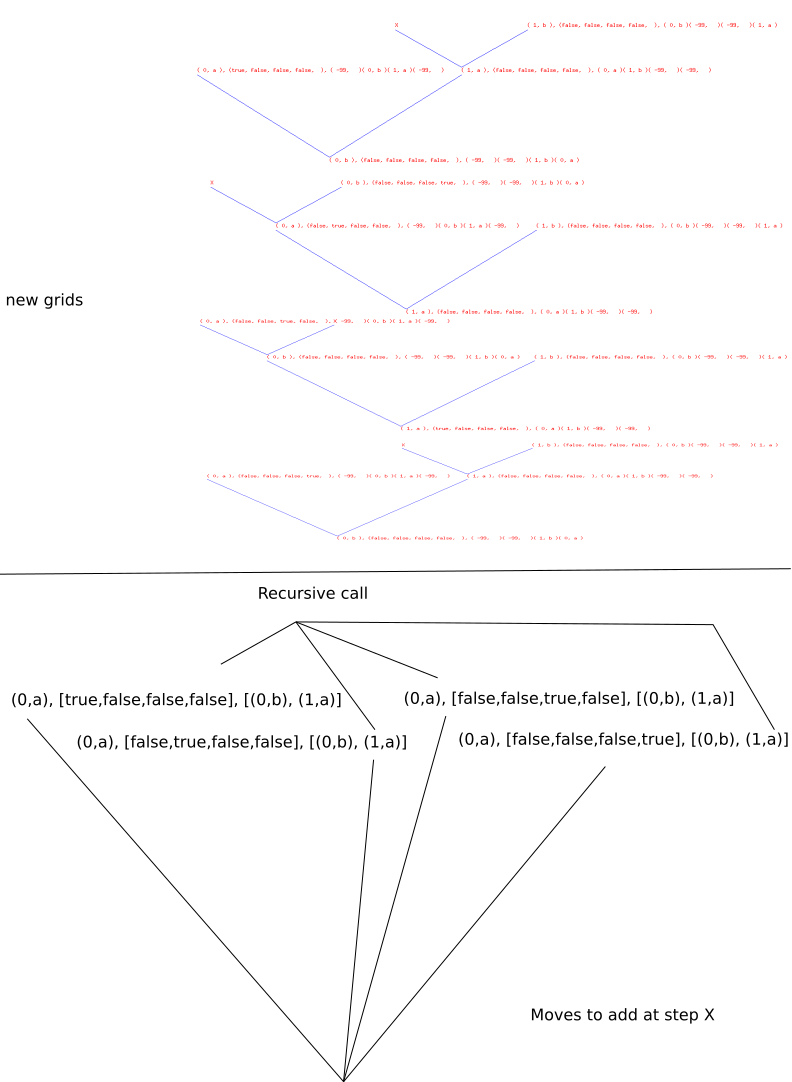 X ( 1, b ), (false, false, false, false, ), ( 0, b )( -99, )( -99, )( 1, a )
( 0, a ), (true, false, false, false, ), ( -99, )( 0, b )( 1, a )( -99, ) ( 1, a ), (false, false, false, false, ), ( 0, a )( 1, b )( -99, )( -99, )
( 0, b ), (false, false, false, false, ), ( -99, )( -99, )( 1, b )( 0, a )
X ( 0, b ), (false, false, false, true, ), ( -99, )( -99, )( 1, b )( 0, a )
( 0, a ), (false, true, false, false, ), ( -99, )( 0, b )( 1, a )( -99, ) ( 1, b ), (false, false, false, false, ), ( 0, b )( -99, )( -99, )( 1, a )
new grids
( 1, a ), (false, false, false, false, ), ( 0, a )( 1, b )( -99, )( -99, )
( 0, a ), (false, false, true, false, ), X -99, )( 0, b )( 1, a )( -99, )
( 0, b ), (false, false, false, false, ), ( -99, )( -99, )( 1, b )( 0, a ) ( 1, b ), (false, false, false, false, ), ( 0, b )( -99, )( -99, )( 1, a )
( 1, a ), (true, false, false, false, ), ( 0, a )( 1, b )( -99, )( -99, )
X ( 1, b ), (false, false, false, false, ), ( 0, b )( -99, )( -99, )( 1, a )
( 0, a ), (false, false, false, true, ), ( -99, )( 0, b )( 1, a )( -99, ) ( 1, a ), (false, false, false, false, ), ( 0, a )( 1, b )( -99, )( -99, )
( 0, b ), (false, false, false, false, ), ( -99, )( -99, )( 1, b )( 0, a )
Recursive call
(0,a), [true,false,false,false], [(0,b), (1,a)] (0,a), [false,false,true,false], [(0,b), (1,a)]
(0,a), [false,true,false,false], [(0,b), (1,a)] (0,a), [false,false,false,true], [(0,b), (1,a)]
Moves to add at step X